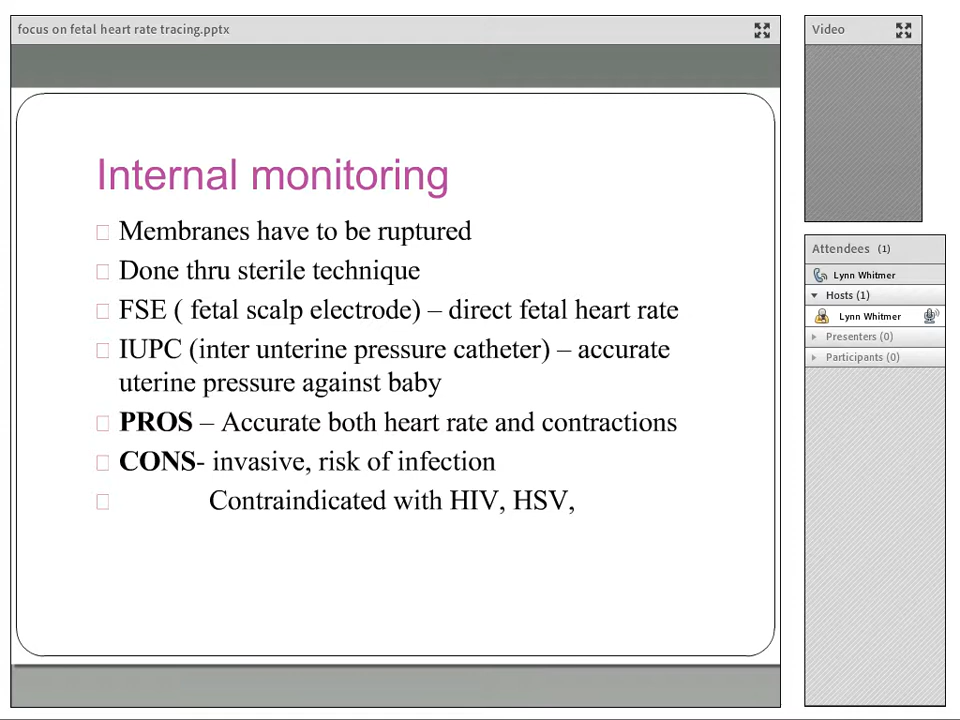 focus on fetal heart rate tracing.pptx
Internal monitoring
Membranes have to be ruptured
Done thru sterile technique
FSE ( fetal scalp electrode) – direct fetal heart rate
IUPC (inter unterine pressure catheter) – accurate
uterine pressure against baby
PROS – Accurate both heart rate and contractions
CONS- invasive, risk of infection
Contraindicated with HIV, HSV,
Video
Attendees (1)
Lynn Whitmer
Hosts (1)
Lynn Whitmer
Presenters (0)
Participants (0)